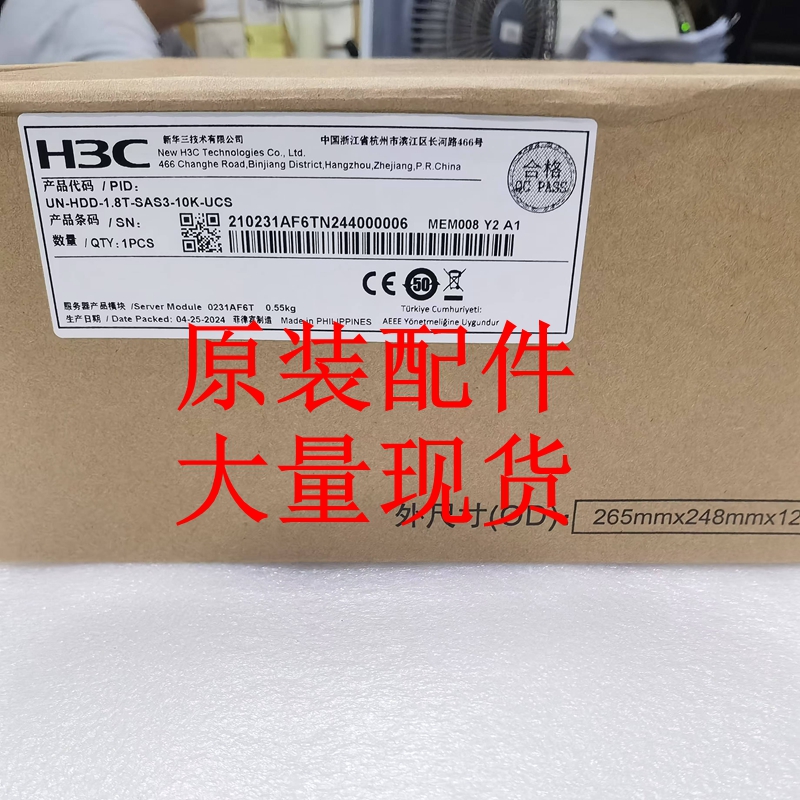 H3C
新华三技术有限公司
New H3C Technologies Co., Ltd.
中国浙江省杭州市滨江区长河路466号
466 Changhe Road,Binjiang District,Hangzhou,Zhejiang,P.R.China
合格
QC PASS
产品代码 / PID:
UN-HDD-1.8T-SAS3-10K-UCS
产品条码 / SN:
210231AF6TN244000006 MEM008 Y2 A1
数量 / QTY: 1PCS
CE 50
Türkiye Cumhuriyeti:
AEEE Yönetmeliğine Uygundur
服务器产品模块 /Server Module 0231AF6T 0.55kg
生产日期 / Date Packed 04-25-2024 菲律宾制造 Made in PHILIPPINES
原装配件
大量现货
外尺寸(OD): 265mmx248mmx12